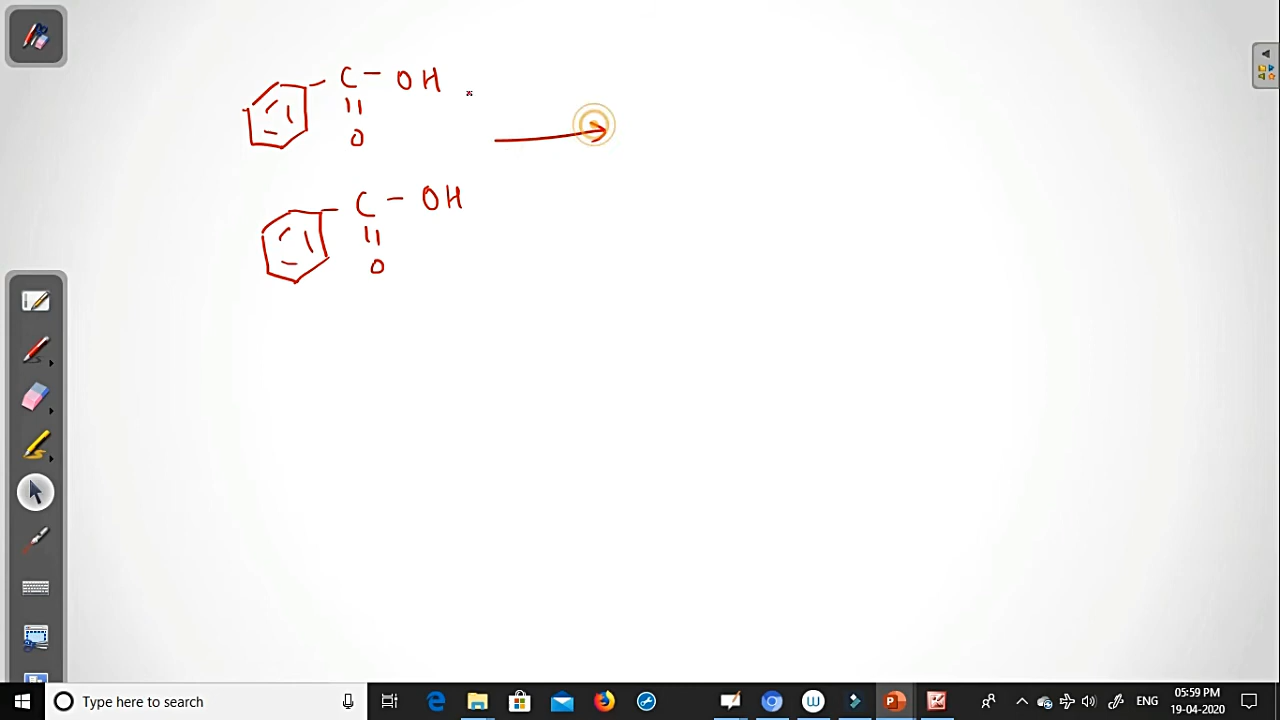 C - OH
O
C - OH
O
Type here to search
ENG
05:59 PM
19-04-2020